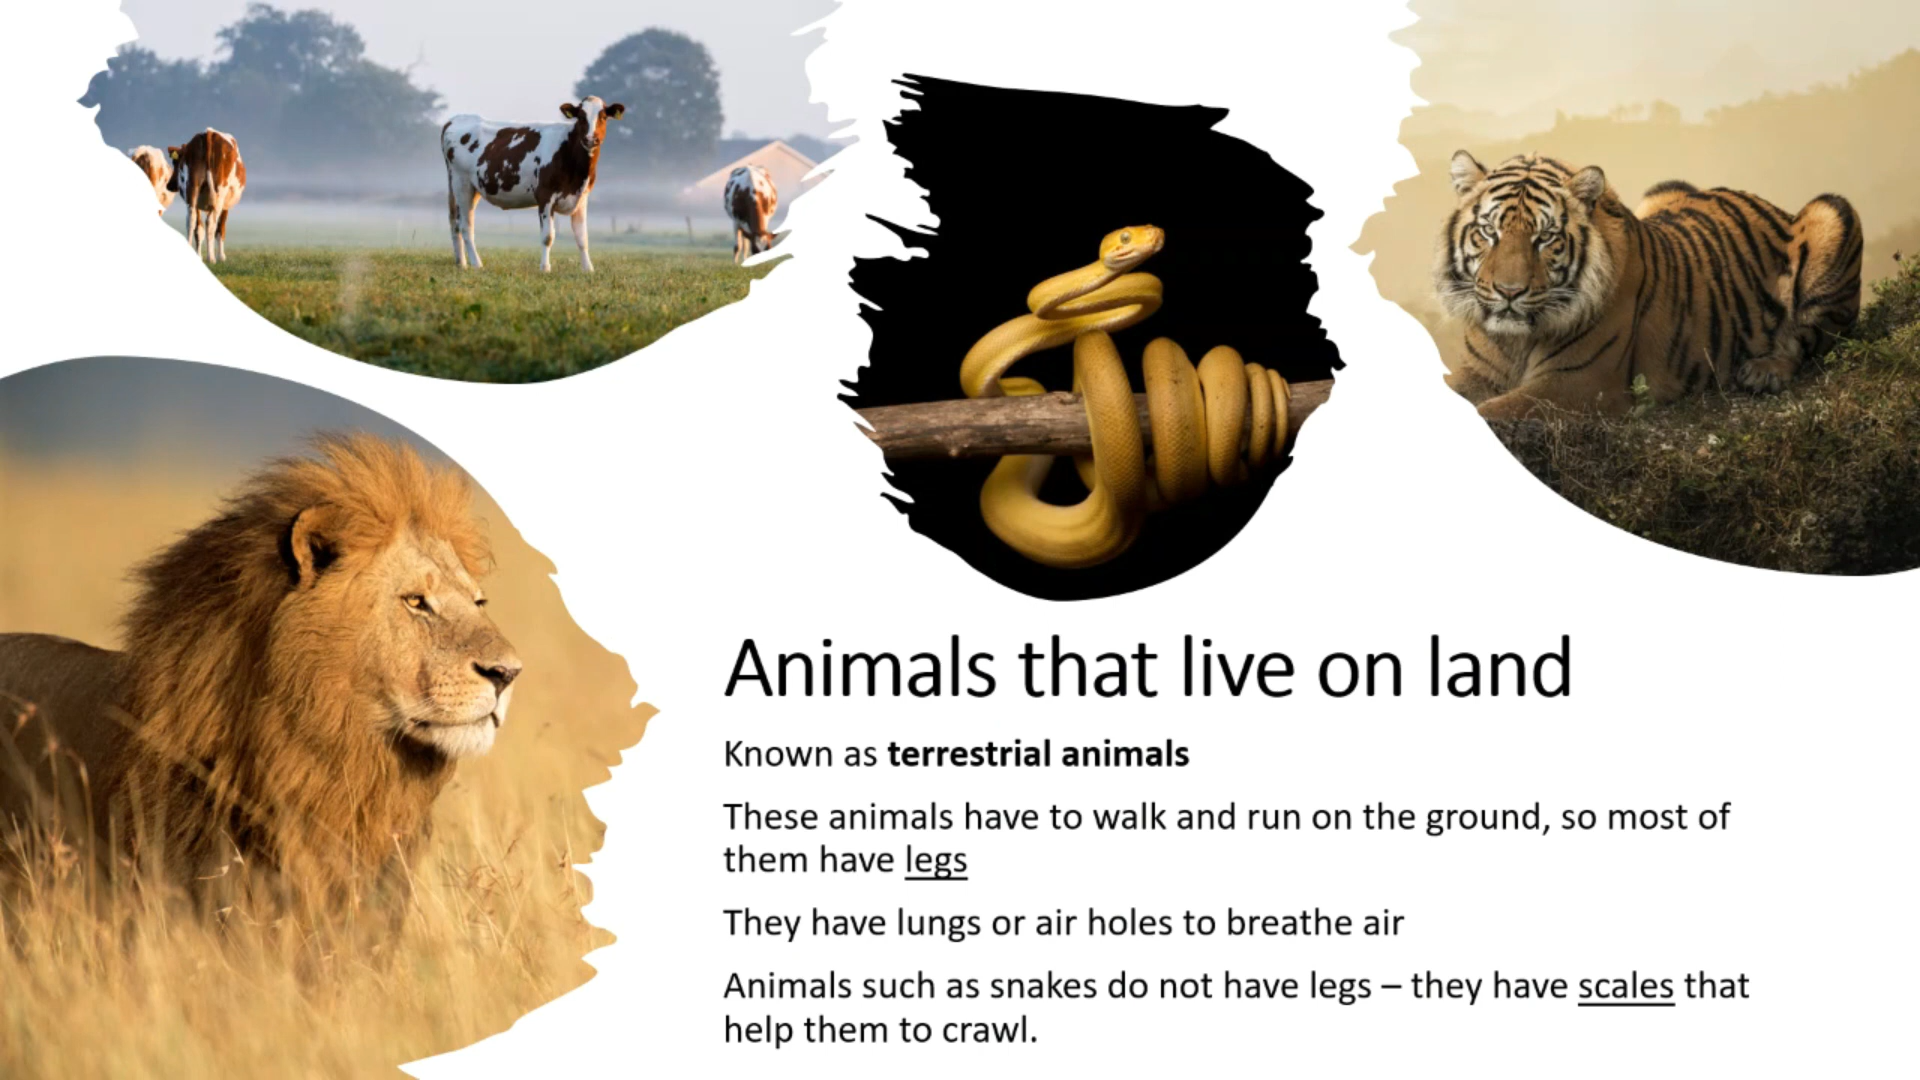 Animals that live on land
Known as terrestrial animals
These animals have to walk and run on the ground, so most of
them have legs
They have lungs or air holes to breathe air
Animals such as snakes do not have legs – they have scales that
help them to crawl.